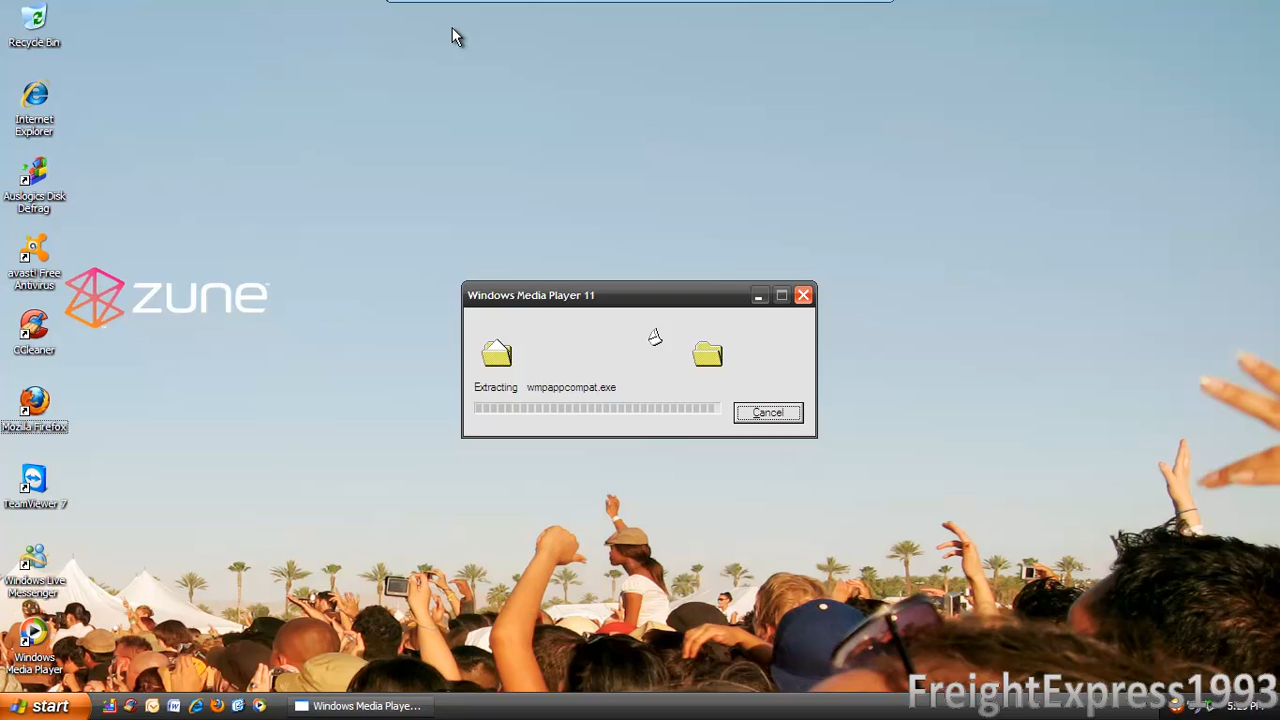 Recycle Bin
Internet
Explorer
Auslogics Disk
Defrag
avast! Free
Antivirus
zune
CCleaner
Mozilla Firefox
TeamViewer 7
Windows Live
Messenger
Windows
Media Player
Windows Media Player 11
Extracting wmpappcompat.exe
Cancel
start
Windows Media Playe...
FreightExpress1993